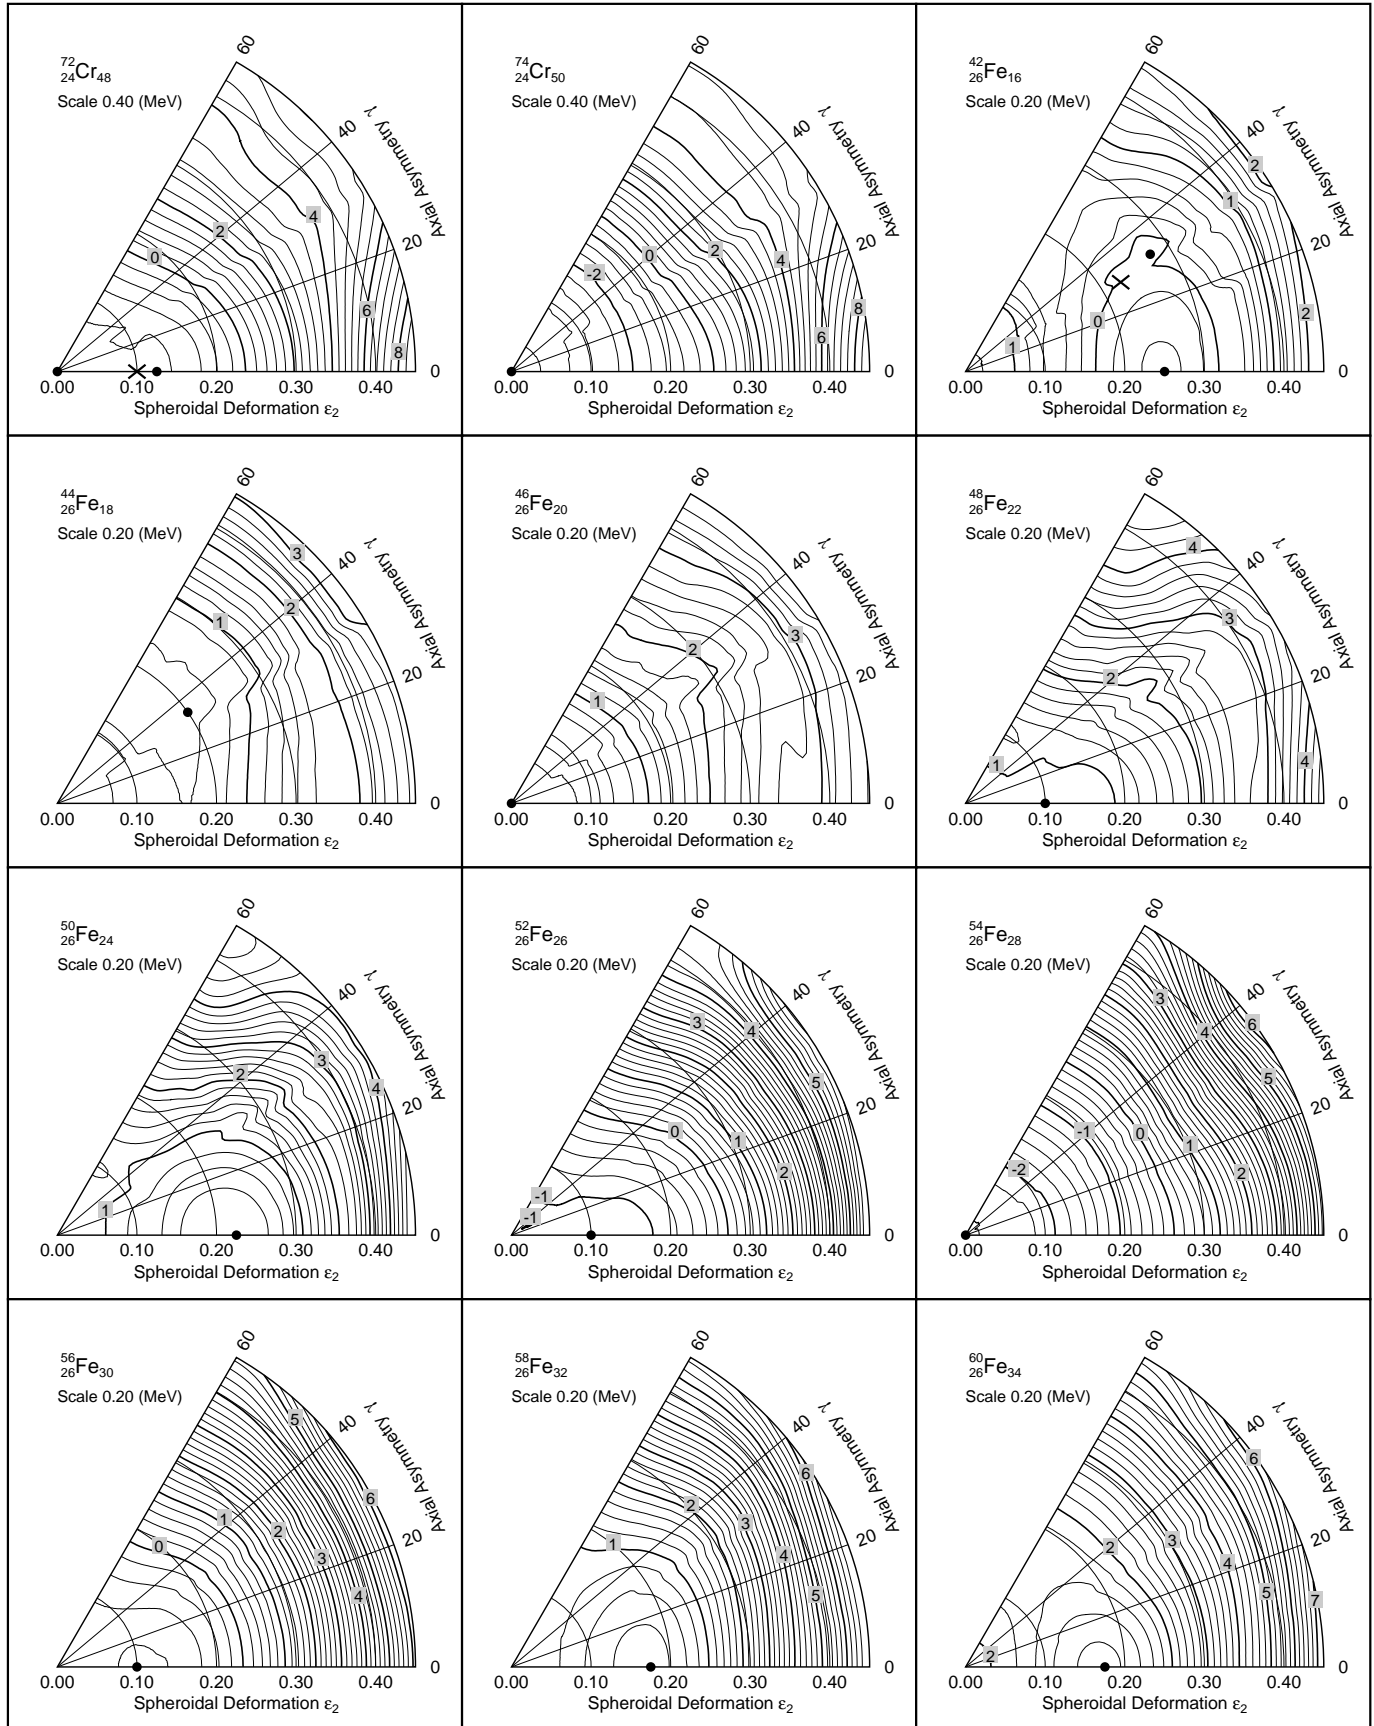 72
24Cr48
Scale 0.40 (MeV)
60
40
20
0
Axial Asymmetry γ
0
2
4
6
8
0.00 0.10 0.20 0.30 0.40
Spheroidal Deformation ε2
74
24Cr50
Scale 0.40 (MeV)
60
40
20
0
Axial Asymmetry γ
-2
0
2
4
6
8
0.00 0.10 0.20 0.30 0.40
Spheroidal Deformation ε2
42
26Fe16
Scale 0.20 (MeV)
60
40
20
0
Axial Asymmetry γ
2
1
0
1
2
0.00 0.10 0.20 0.30 0.40
Spheroidal Deformation ε2
44
26Fe18
Scale 0.20 (MeV)
60
40
20
0
Axial Asymmetry γ
3
2
1
0.00 0.10 0.20 0.30 0.40
Spheroidal Deformation ε2
46
26Fe20
Scale 0.20 (MeV)
60
40
20
0
Axial Asymmetry γ
3
2
1
0.00 0.10 0.20 0.30 0.40
Spheroidal Deformation ε2
48
26Fe22
Scale 0.20 (MeV)
60
40
20
0
Axial Asymmetry γ
4
3
2
1
4
0.00 0.10 0.20 0.30 0.40
Spheroidal Deformation ε2
50
26Fe24
Scale 0.20 (MeV)
60
40
20
0
Axial Asymmetry γ
3
2
4
1
0.00 0.10 0.20 0.30 0.40
Spheroidal Deformation ε2
52
26Fe26
Scale 0.20 (MeV)
60
40
20
0
Axial Asymmetry γ
3
4
5
0
1
2
-1
-1
0.00 0.10 0.20 0.30 0.40
Spheroidal Deformation ε2
54
26Fe28
Scale 0.20 (MeV)
60
40
20
0
Axial Asymmetry γ
3
4
6
5
-1
0
1
2
-2
0.00 0.10 0.20 0.30 0.40
Spheroidal Deformation ε2
56
26Fe30
Scale 0.20 (MeV)
60
40
20
0
Axial Asymmetry γ
5
6
1
2
0
3
4
0.00 0.10 0.20 0.30 0.40
Spheroidal Deformation ε2
58
26Fe32
Scale 0.20 (MeV)
60
40
20
0
Axial Asymmetry γ
6
2
3
1
4
5
0.00 0.10 0.20 0.30 0.40
Spheroidal Deformation ε2
60
26Fe34
Scale 0.20 (MeV)
60
40
20
0
Axial Asymmetry γ
6
2
3
4
5
7
2
0.00 0.10 0.20 0.30 0.40
Spheroidal Deformation ε2